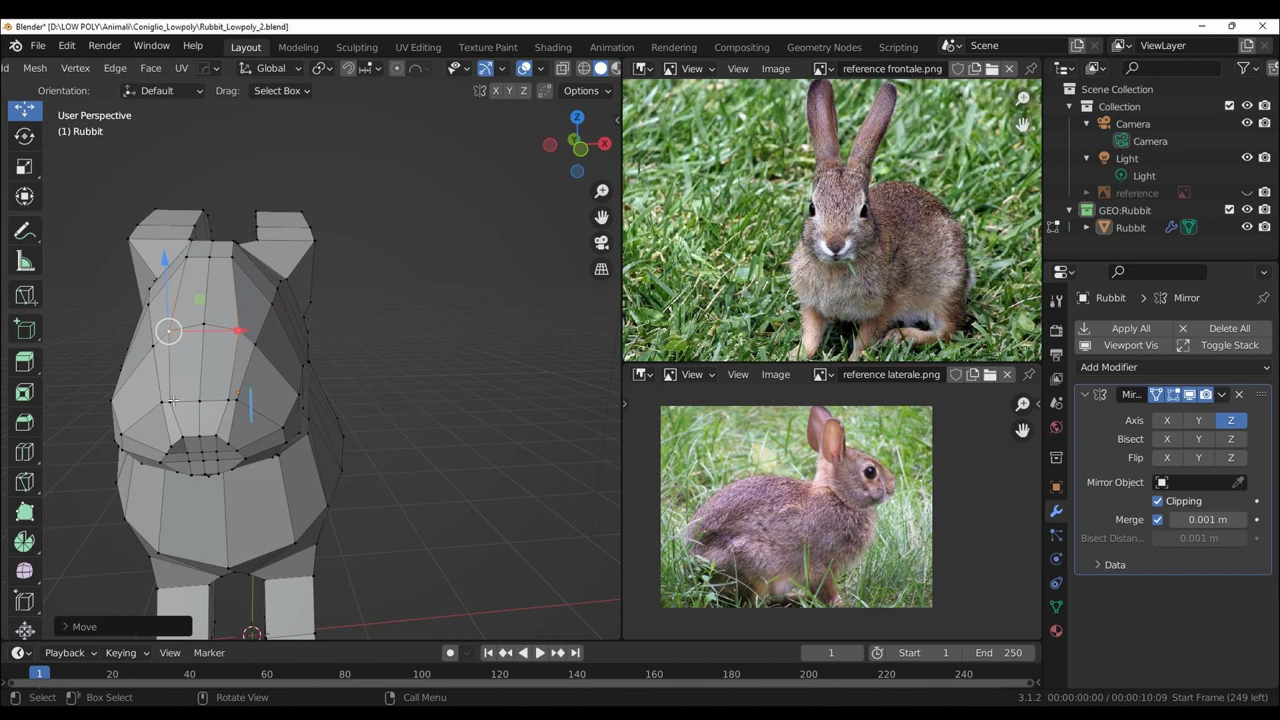 Blender* [D:\LOW POLY\Animali\Coniglio_Lowpoly\Rubbit_Lowpoly_2.blend]
File Edit Render Window Help Layout Modeling Sculpting UV Editing Texture Paint Shading Animation Rendering Compositing Geometry Nodes Scripting Scene ViewLayer
ld Mesh Vertex Edge Face UV Global View View Image reference frontale.png
Orientation: Default Drag: Select Box X Y Z Options
User Perspective
(1) Rubbit
Z
X
Scene Collection
Collection
Camera
Camera
Light
Light
reference
GEO:Rubbit
Rubbit
View View Image reference laterale.png
Rubbit Mirror
Apply All Delete All
Viewport Vis Toggle Stack
Add Modifier
Mir...
Axis X Y Z
Bisect X Y Z
Flip X Y Z
Mirror Object
Clipping
Merge 0.001 m
Bisect Distan... 0.001 m
Data
Move
Playback Keying View Marker 1 Start 1 End 250
1 20 40 60 80 100 120 140 160 180 200 220 240
Select Box Select Rotate View Call Menu 3.1.2 00:00:00:00 / 00:00:10:09 Start Frame (249 left)